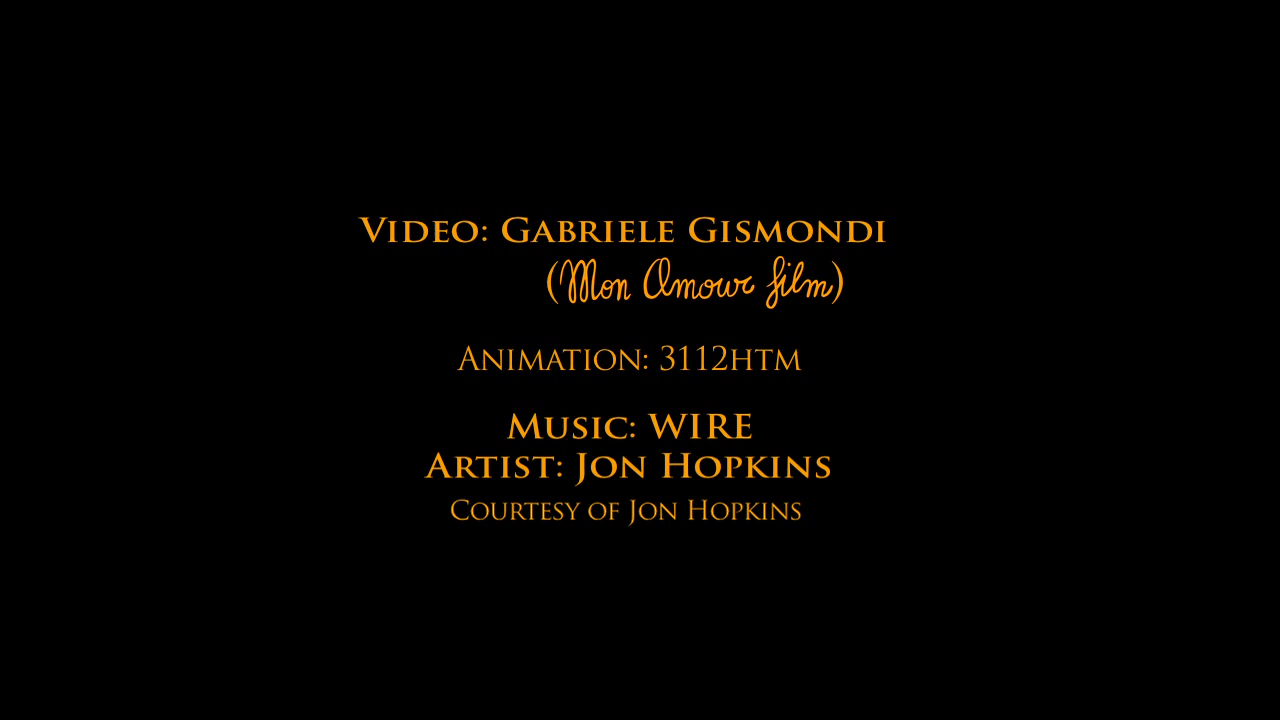 Video: Gabriele Gismondi
(Mon Amour film)
Animation: 3112htm
Music: WIRE
Artist: Jon Hopkins
Courtesy of Jon Hopkins